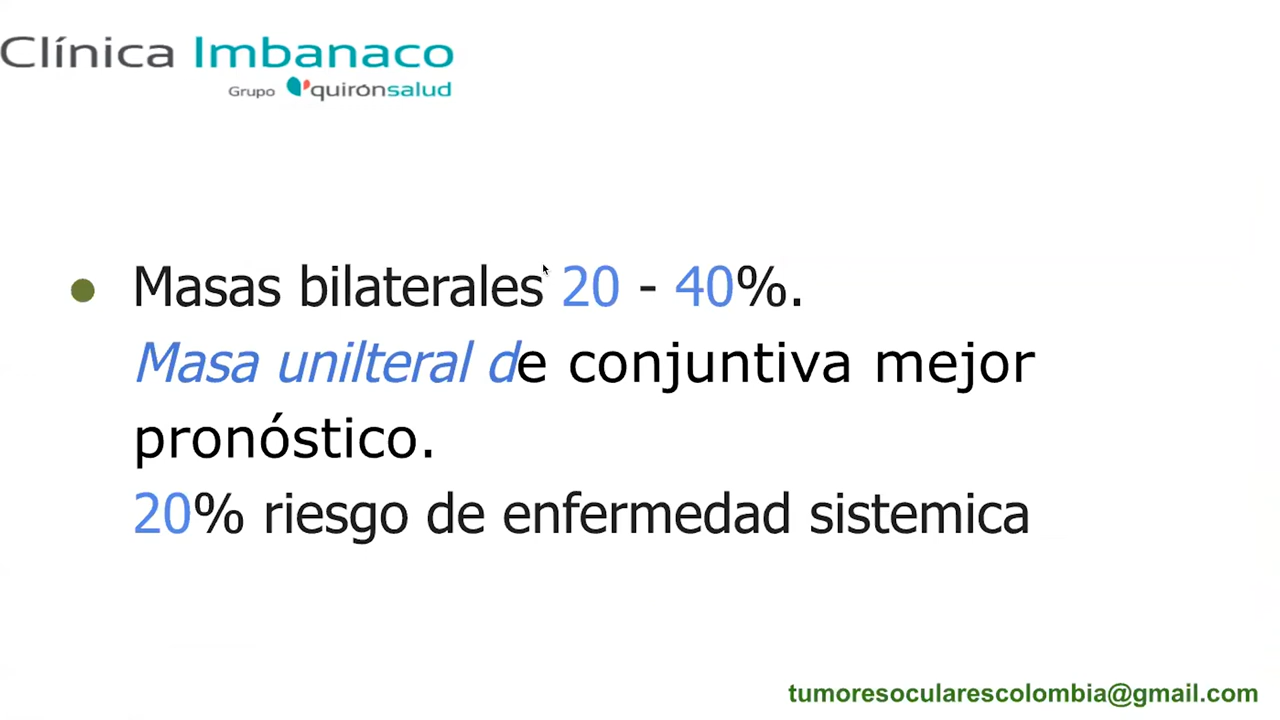 Clínica Imbanaco
Grupo quirónsalud
Masas bilaterales 20 - 40%.
Masa unilteral de conjuntiva mejor
pronóstico.
20% riesgo de enfermedad sistemica
tumoresocularescolombia@gmail.com